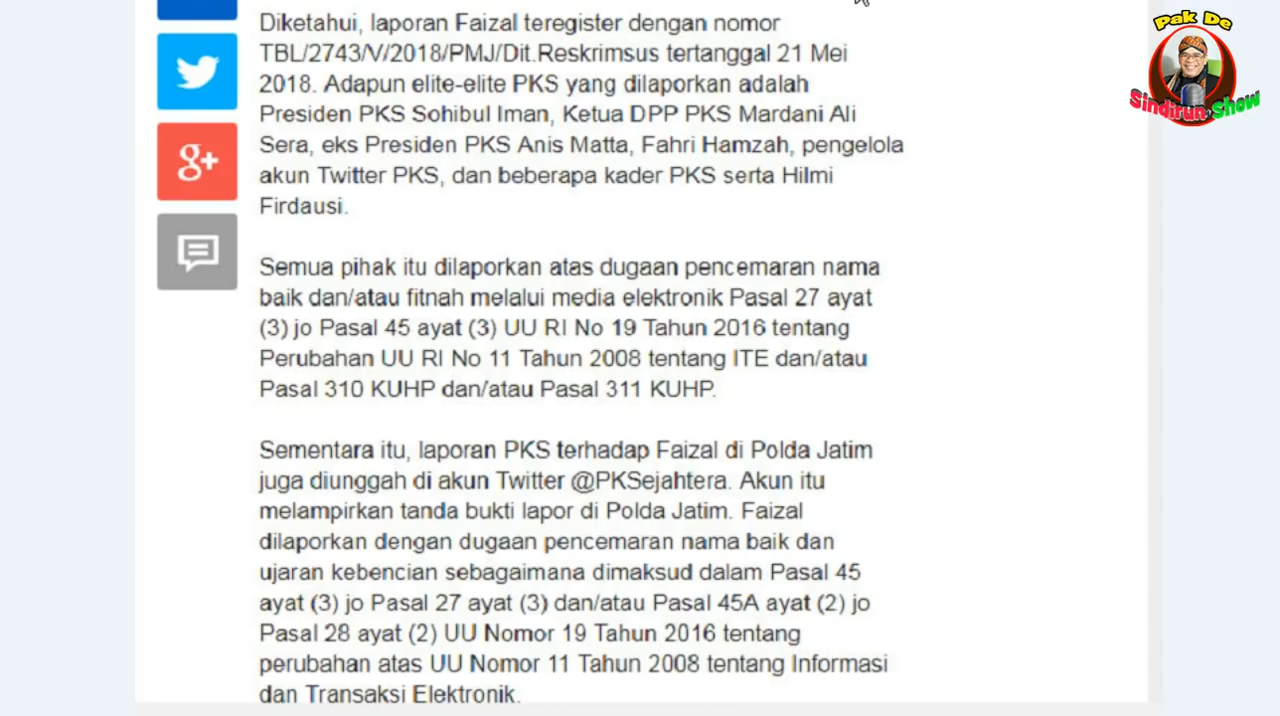 Diketahui, laporan Faizal teregister dengan nomor
TBL/2743/V/2018/PMJ/Dit.Reskrimsus tertanggal 21 Mei
2018. Adapun elite-elite PKS yang dilaporkan adalah
Presiden PKS Sohibul Iman, Ketua DPP PKS Mardani Ali
Sera, eks Presiden PKS Anis Matta, Fahri Hamzah, pengelola
akun Twitter PKS, dan beberapa kader PKS serta Hilmi
Firdausi.
Semua pihak itu dilaporkan atas dugaan pencemaran nama
baik dan/atau fitnah melalui media elektronik Pasal 27 ayat
(3) jo Pasal 45 ayat (3) UU RI No 19 Tahun 2016 tentang
Perubahan UU RI No 11 Tahun 2008 tentang ITE dan/atau
Pasal 310 KUHP dan/atau Pasal 311 KUHP.
Sementara itu, laporan PKS terhadap Faizal di Polda Jatim
juga diunggah di akun Twitter @PKSejahtera. Akun itu
melampirkan tanda bukti lapor di Polda Jatim. Faizal
dilaporkan dengan dugaan pencemaran nama baik dan
ujaran kebencian sebagaimana dimaksud dalam Pasal 45
ayat (3) jo Pasal 27 ayat (3) dan/atau Pasal 45A ayat (2) jo
Pasal 28 ayat (2) UU Nomor 19 Tahun 2016 tentang
perubahan atas UU Nomor 11 Tahun 2008 tentang Informasi
dan Transaksi Elektronik.
g+
Pak De
Sindirun Show